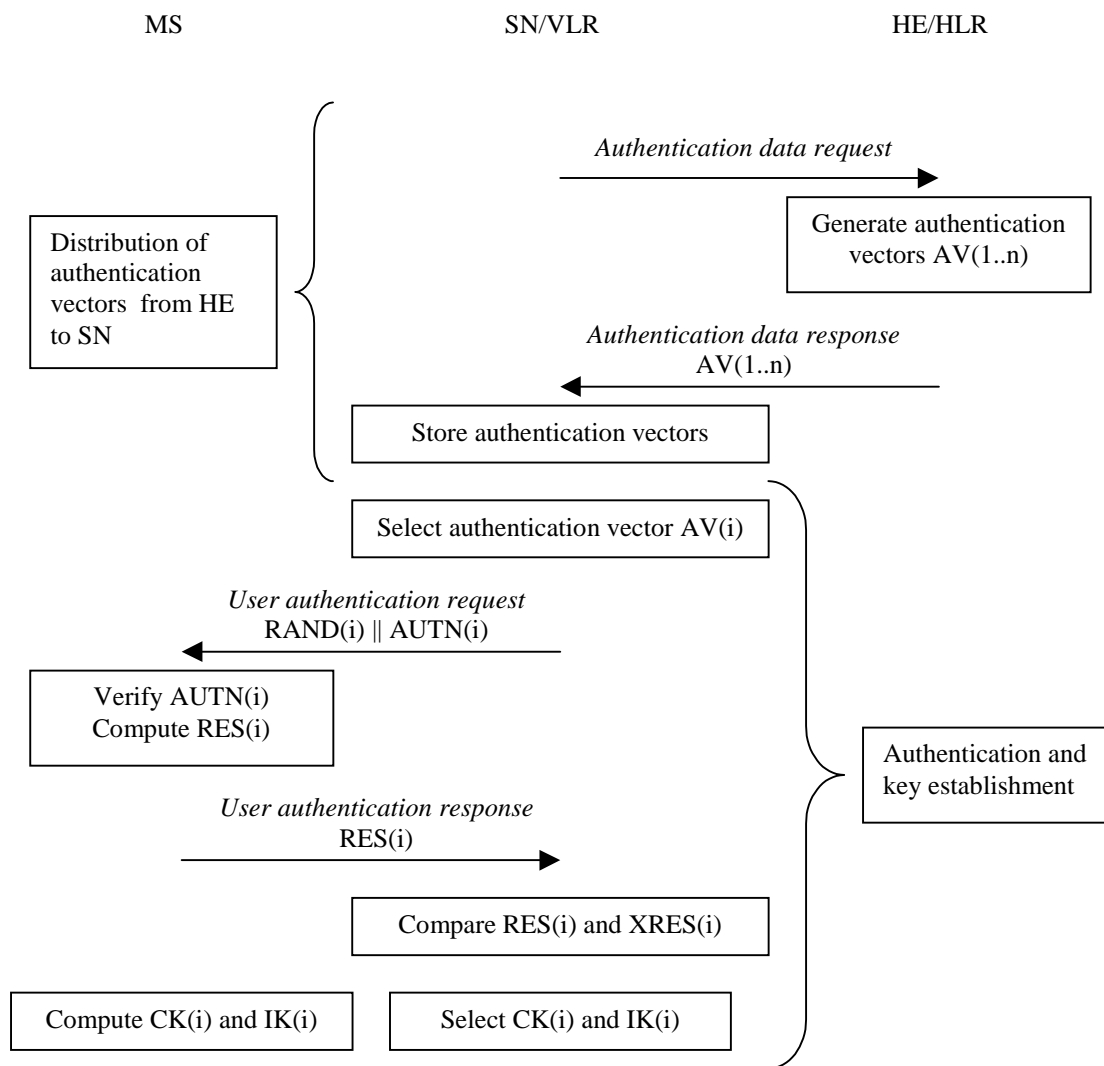 MS
SN/VLR
HE/HLR
Authentication data request
Generate authentication
vectors AV(1..n)
Distribution of
authentication
vectors  from HE
to SN
Authentication data response
AV(1..n)
Store authentication vectors
Select authentication vector AV(i)
User authentication request
RAND(i) || AUTN(i)
Verify AUTN(i)
Compute RES(i)
Authentication and
key establishment
User authentication response
RES(i)
Compare RES(i) and XRES(i)
Compute CK(i) and IK(i)
Select CK(i) and IK(i)